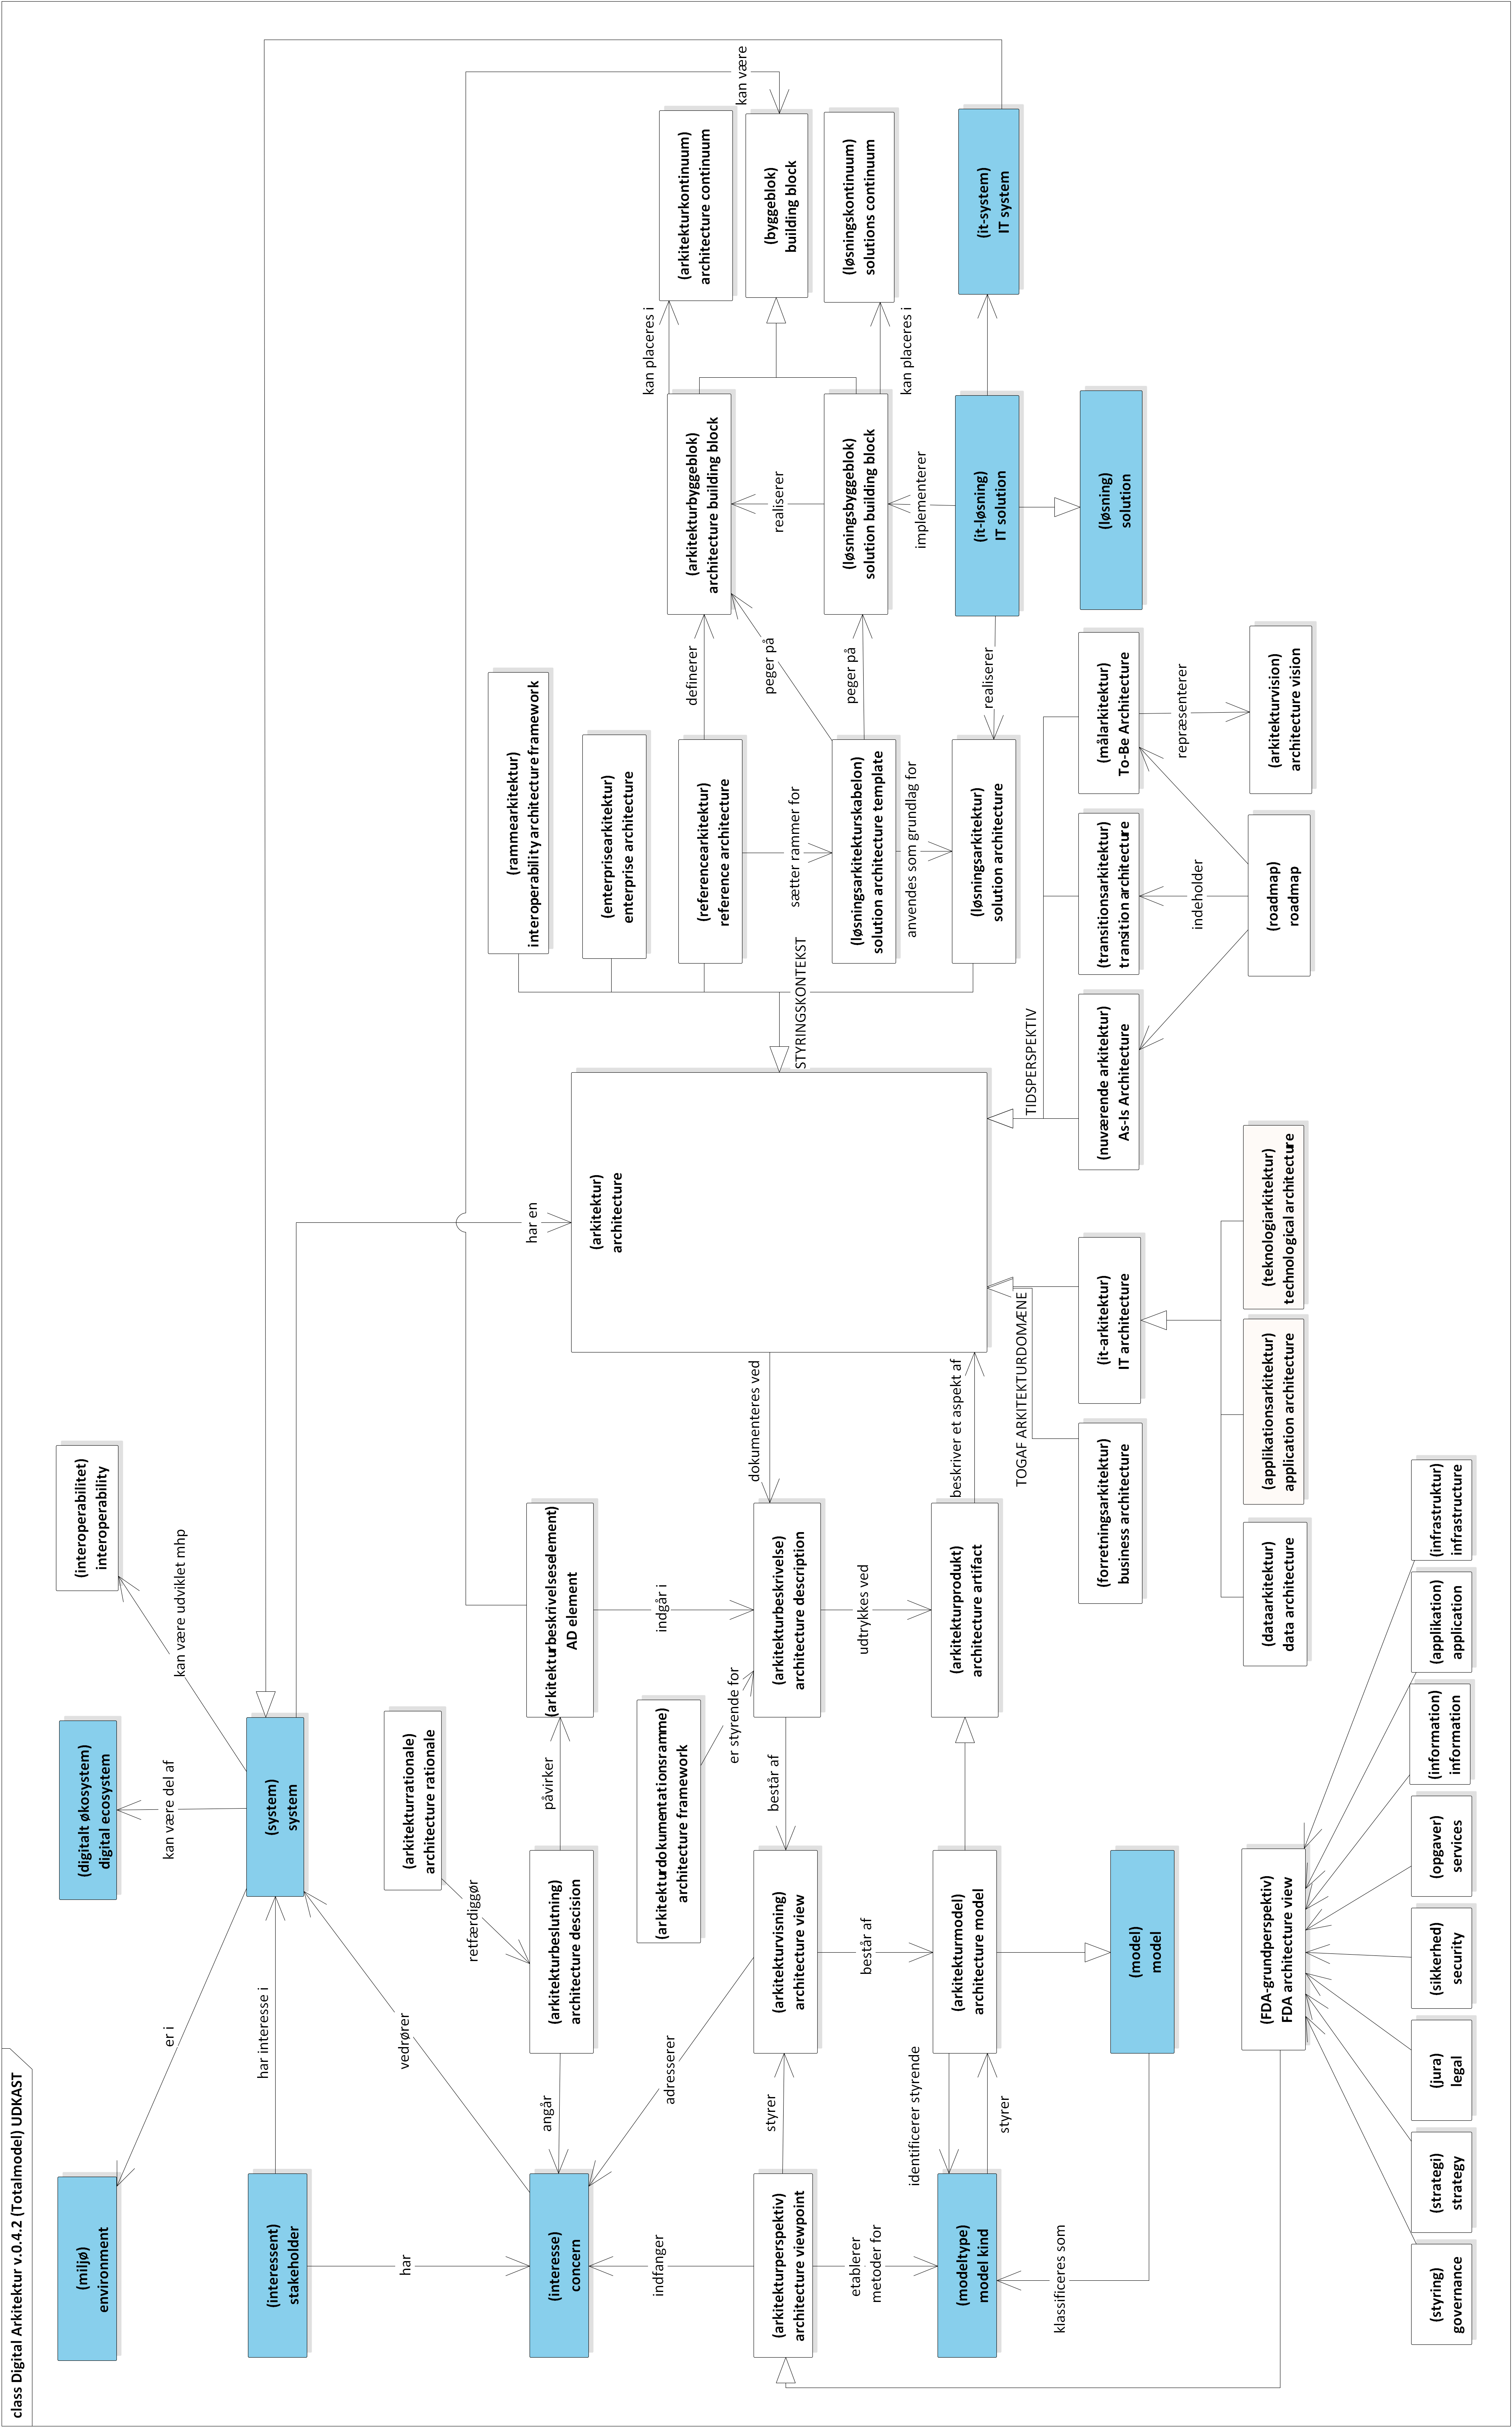 class Digital Arkitektur v.0.4.2 (Totalmodel) UDKAST
(miljø)
environment
er i
(digitalt økosystem)
digital ecosystem
kan være del af
(interoperabilitet)
interoperability
kan være udviklet mhp
(interessent)
stakeholder
har interesse i
(system)
system
har
vedrører
har en
(arkitekturrationale)
architecture rationale
retfærdiggør
(interesse)
concern
angår
(arkitekturbeslutning)
architecture descision
påvirker
(arkitekturbeskrivelseselement)
AD element
indgår i
kan være
indfanger
adresserer
(arkitekturdokumentationsramme)
architecture framework
er styrende for
(arkitekturperspektiv)
architecture viewpoint
styrer
(arkitekturvisning)
architecture view
består af
(arkitekturbeskrivelse)
architecture description
dokumenteres ved
etablerer
metoder for
består af
udtrykkes ved
(modeltype)
model kind
identificerer styrende
styrer
(arkitekturmodel)
architecture model
(arkitekturprodukt)
architecture artifact
beskriver et aspekt af
klassificeres som
(model)
model
(arkitektur)
architecture
STYRINGSKONTEKST
TOGAF ARKITEKTURDOMÆNE
TIDSPERSPEKTIV
(rammearkitektur)
interoperability architecture framework
(enterprisearkitektur)
enterprise architecture
(referencearkitektur)
reference architecture
definerer
sætter rammer for
peger på
(løsningsarkitekturskabelon)
solution architecture template
peger på
anvendes som grundlag for
(løsningsarkitektur)
solution architecture
realiserer
(arkitekturbyggeblok)
architecture building block
kan placeres i
(arkitekturkontinuum)
architecture continuum
realiserer
(byggeblok)
building block
(løsningsbyggeblok)
solution building block
kan placeres i
(løsningskontinuum)
solutions continuum
implementerer
(it-løsning)
IT solution
(it-system)
IT system
(løsning)
solution
(forretningsarkitektur)
business architecture
(it-arkitektur)
IT architecture
(nuværende arkitektur)
As-Is Architecture
(transitionsarkitektur)
transition architecture
(målarkitektur)
To-Be Architecture
indeholder
repræsenterer
(roadmap)
roadmap
(arkitekturvision)
architecture vision
(dataarkitektur)
data architecture
(applikationsarkitektur)
application architecture
(teknologiarkitektur)
technological architecture
(FDA-grundperspektiv)
FDA architecture view
(styring)
governance
(strategi)
strategy
(jura)
legal
(sikkerhed)
security
(opgaver)
services
(information)
information
(applikation)
application
(infrastruktur)
infrastructure